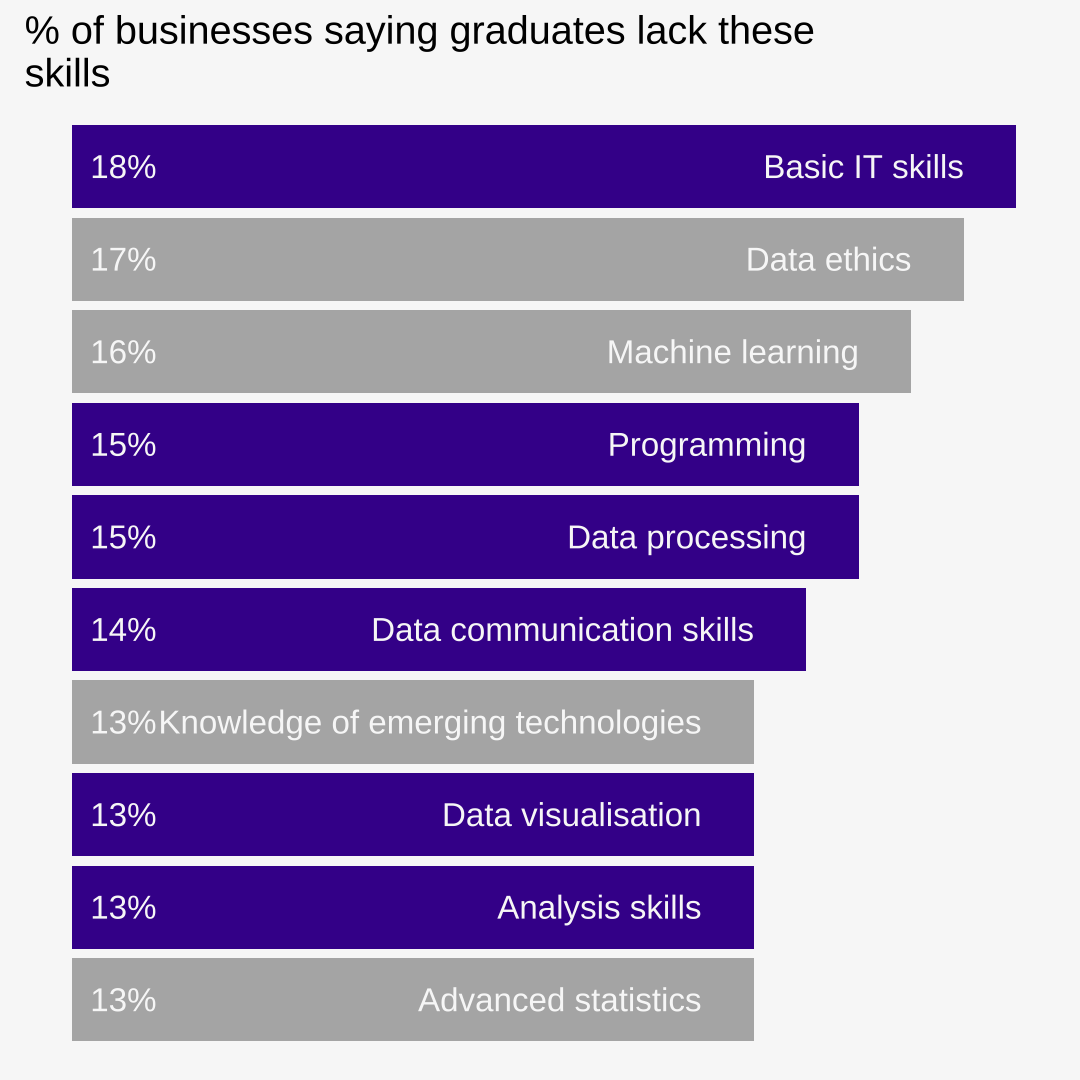 % of businesses saying graduates lack these
skills
18% Basic IT skills
17% Data ethics
16% Machine learning
15% Programming
15% Data processing
14% Data communication skills
13% Knowledge of emerging technologies
13% Data visualisation
13% Analysis skills
13% Advanced statistics